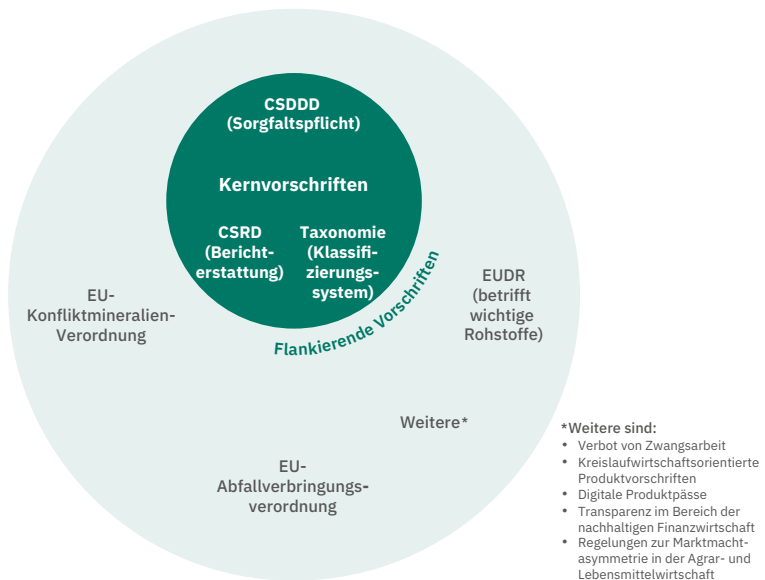 CSDDD
(Sorgfaltspflicht)
Kernvorschriften
CSRD
(Bericht-
erstattung)
Taxonomie
(Klassifi-
zierungs-
system)
Flankierende Vorschriften
EU-
Konfliktmineralien-
Verordnung
EUDR
(betrifft
wichtige
Rohstoffe)
Weitere*
EU-
Abfallverbringungs-
verordnung
*Weitere sind:
• Verbot von Zwangsarbeit
• Kreislaufwirtschaftsorientierte
Produktvorschriften
• Digitale Produktpässe
• Transparenz im Bereich der
nachhaltigen Finanzwirtschaft
• Regelungen zur Marktmacht-
asymmetrie in der Agrar- und
Lebensmittelwirtschaft